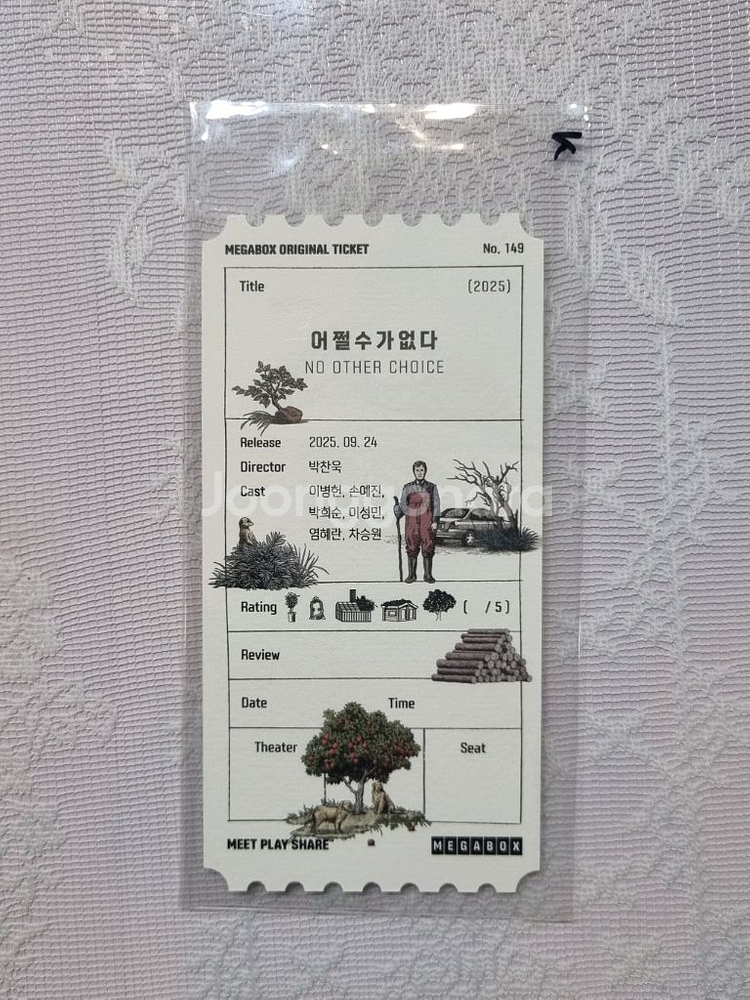 MEGABOX ORIGINAL TICKET No. 149
Title (2025)
어쩔수가없다
NO OTHER CHOICE
Release 2025. 09. 24
Director 박찬욱
Cast 이병헌, 손예진,
박희순, 이성민,
염혜란, 차승원
Joonggonara
Rating ( / 5)
Review
Date Time
Theater Seat
MEET PLAY SHARE MEGABOX